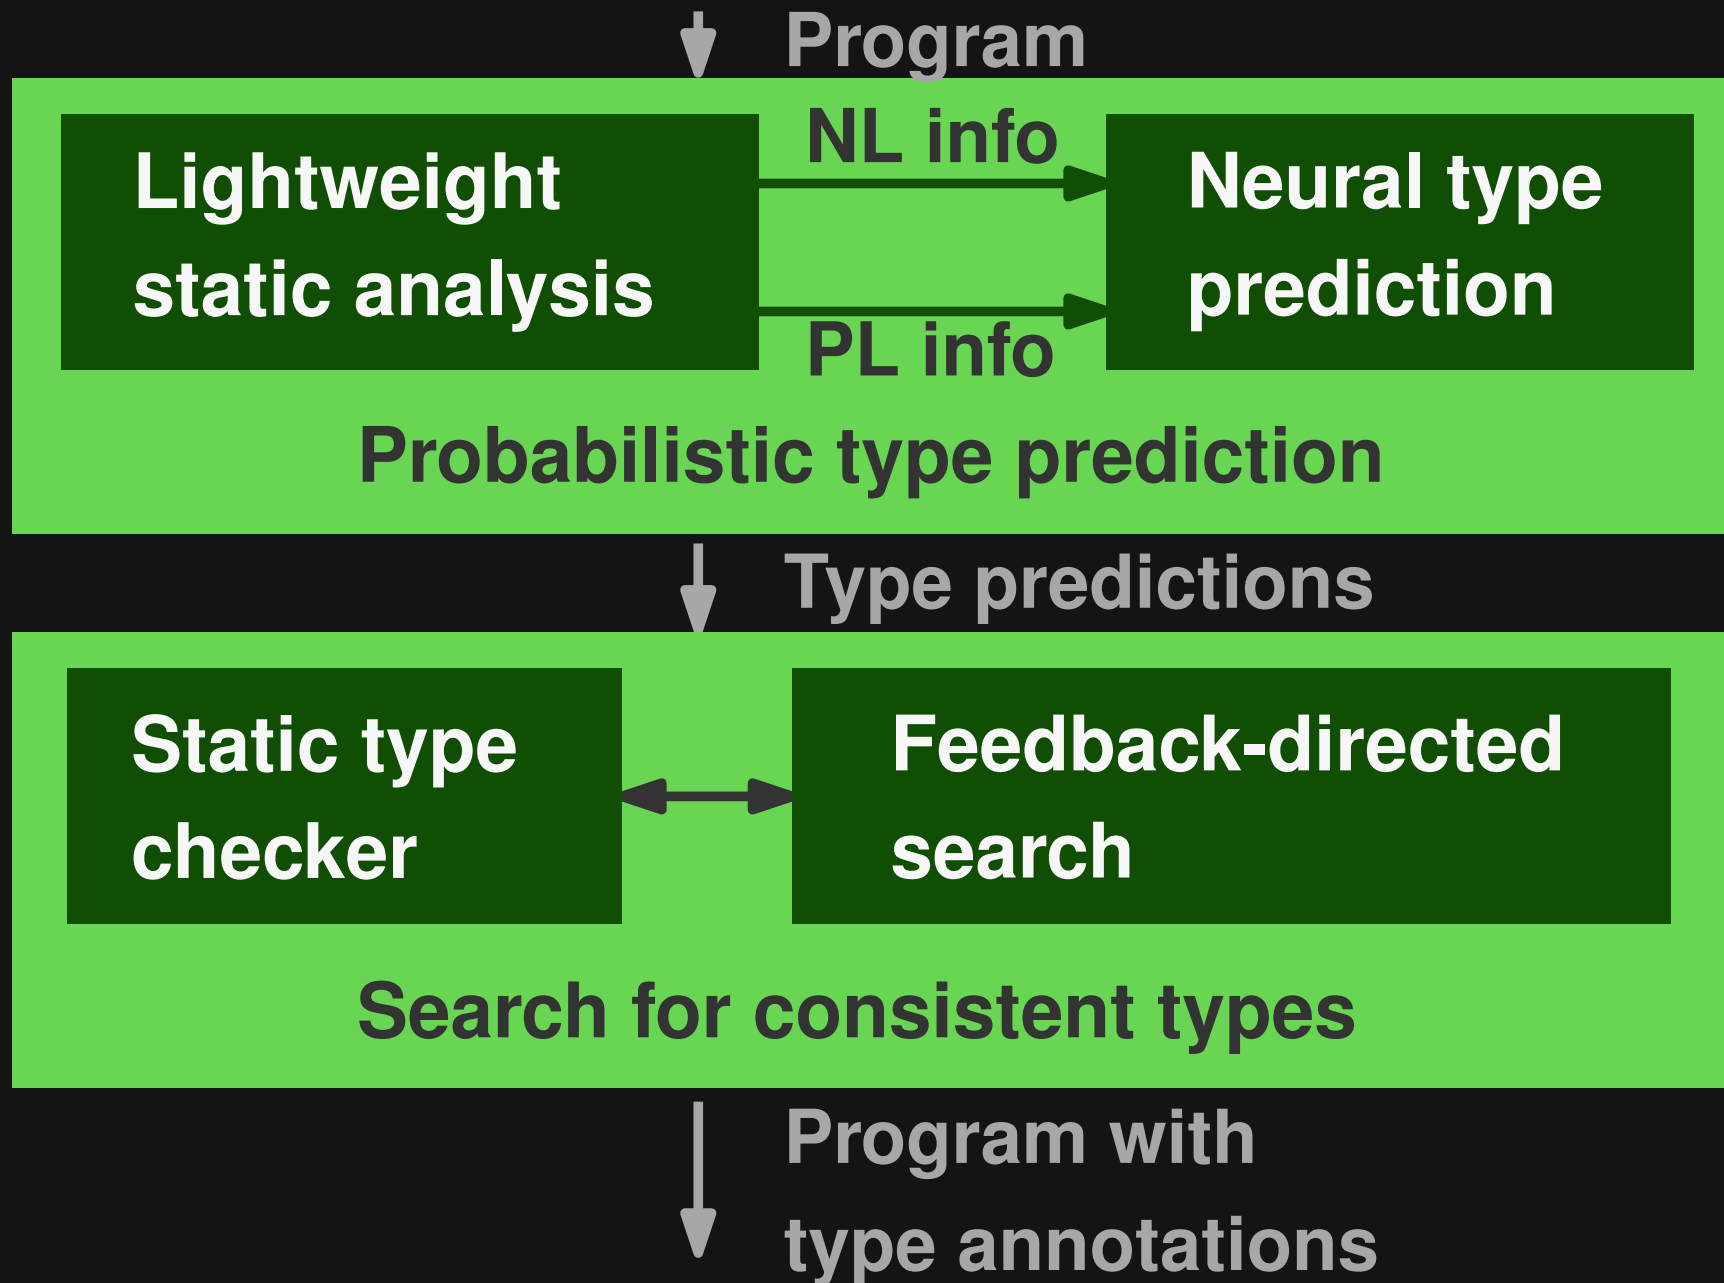 Program
Lightweight
static analysis
NL info
PL info
Neural type
prediction
Probabilistic type prediction
Type predictions
Static type
checker
Feedback-directed
search
Search for consistent types
Program with
type annotations